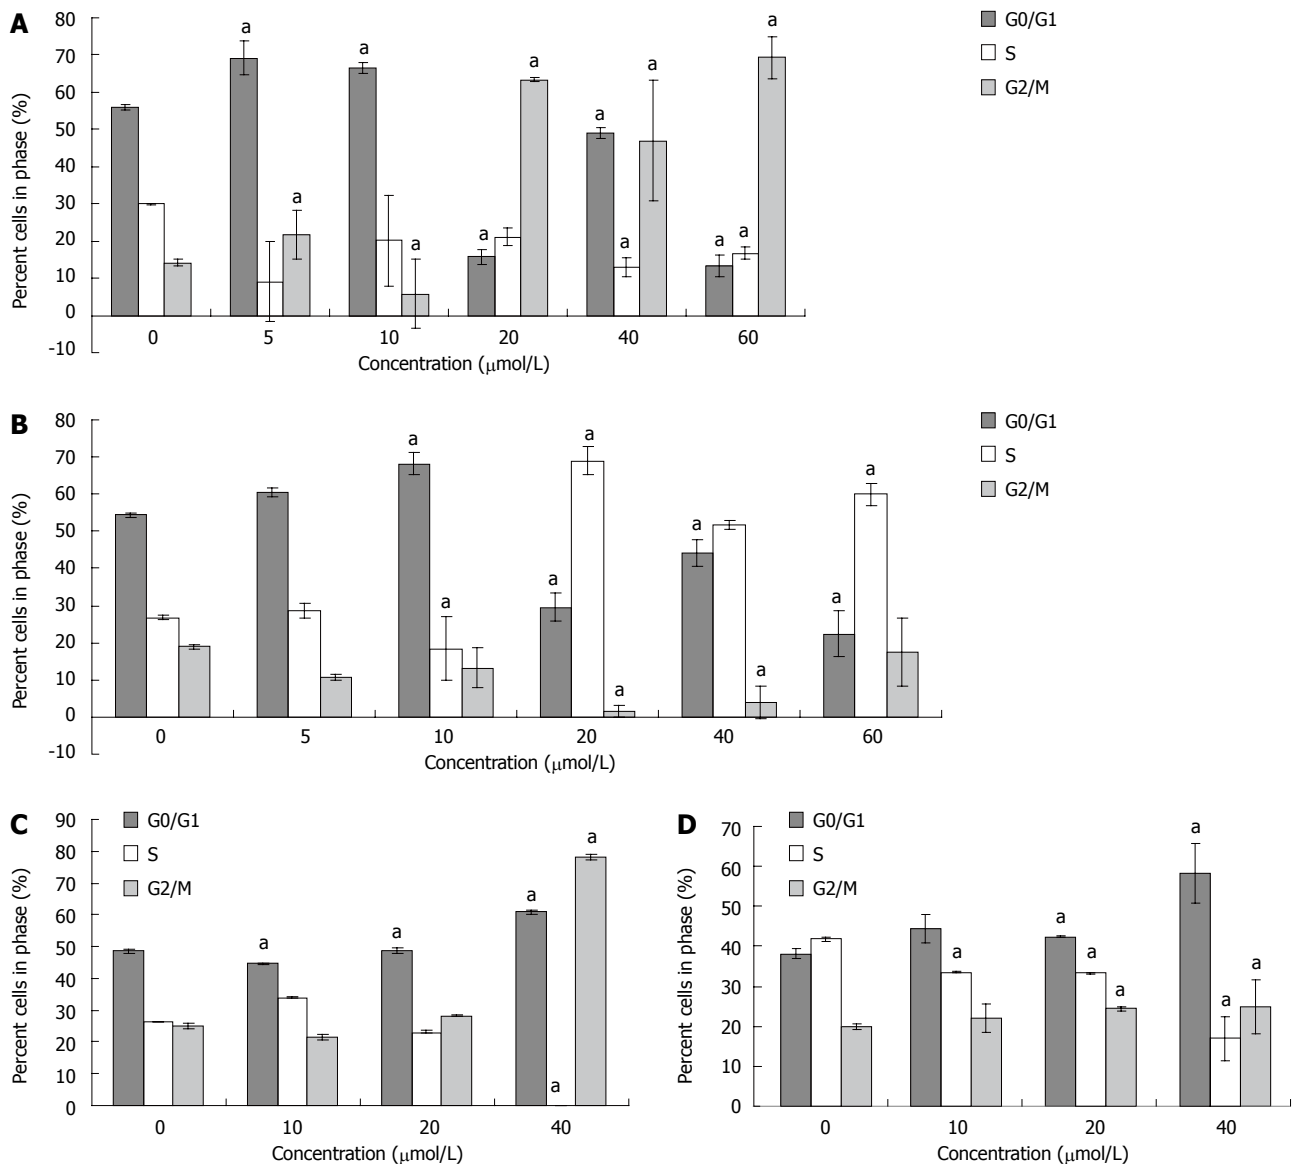 A
Percent cells in phase (%)
80
70
60
50
40
30
20
10
0
-10
a a a a a a a a a a a a a
0 5 10 20 40 60
Concentration (μmol/L)
G0/G1
S
G2/M
B
Percent cells in phase (%)
80
70
60
50
40
30
20
10
0
-10
a a a a a a a a a
0 5 10 20 40 60
Concentration (μmol/L)
G0/G1
S
G2/M
C
Percent cells in phase (%)
90
80
70
60
50
40
30
20
10
0
G0/G1
S
G2/M
a a a a a
0 10 20 40
Concentration (μmol/L)
D
Percent cells in phase (%)
70
60
50
40
30
20
10
0
G0/G1
S
G2/M
a a a a a a a
0 10 20 40
Concentration (μmol/L)